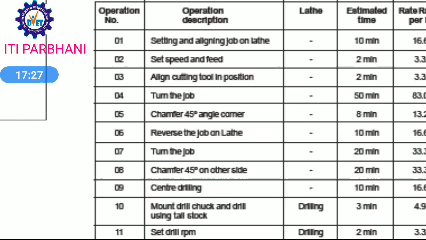 Operation No. Operation description Lathe Estimated time Rate R per
01 Setting and aligning job on lathe - 10 min 16.6
02 Set speed and feed - 2 min 3.3
03 Align cutting tool in position - 2 min 3.3
04 Turn the job - 50 min 83.0
05 Chamfer 45° angle corner - 8 min 13.2
06 Reverse the job on Lathe - 10 min 16.6
07 Turn the job - 20 min 33.3
08 Chamfer 45° on other side - 20 min 33.3
09 Centre drilling - 10 min 16.6
10 Mount drill chuck and drill using tail stock Drilling 3 min 4.9
11 Set drill rpm Drilling 2 min 3.3
ITI PARBHANI
17:27